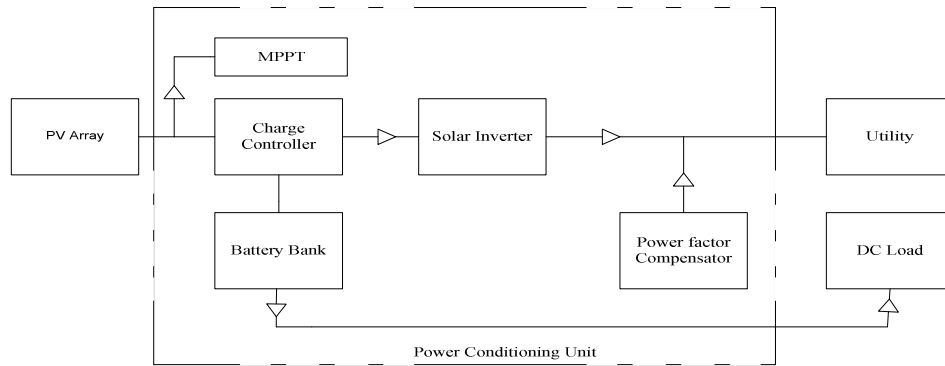 MPPT
PV Array
Charge
Controller
Solar Inverter
Utility
Battery Bank
Power factor
Compensator
DC Load
Power Conditioning Unit